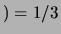 ) = 1/3